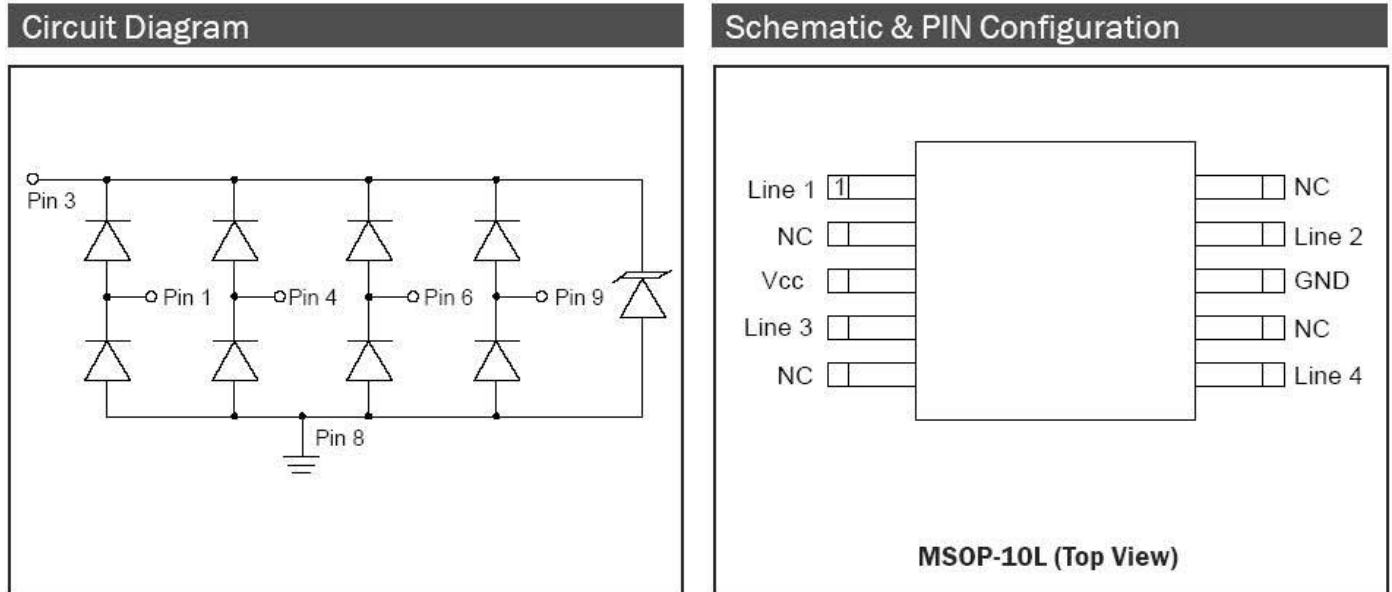 Circuit Diagram
Pin 3
Pin 1
Pin 4
Pin 6
Pin 9
Pin 8
Schematic & PIN Configuration
Line 1
1
NC
Vcc
Line 3
NC
NC
Line 2
GND
NC
Line 4
MSOP-10L (Top View)